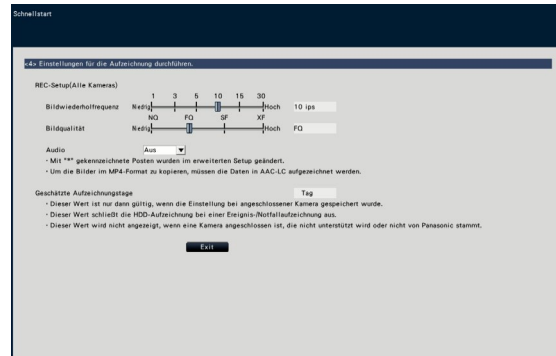 Schnellstart
<4> Einstellungen für die Aufzeichnung durchführen.
REC-Setup(Alle Kameras)
1 3 5 10 15 30
Bildwiederholfrequenz Nedrig Hoch 10 ips
NQ FQ SF XF
Bildqualität Nedrig Hoch FQ
Audio Aus
· Mit "*" gekennzeichnete Posten wurden im erweiterten Setup geändert.
· Um die Bilder im MP4-Format zu kopieren, müssen die Daten in AAC-LC aufgezeichnet werden.
Geschätzte Aufzeichnungstage Tag
· Dieser Wert ist nur dann gültig, wenn die Einstellung bei angeschlossener Kamera gespeichert wurde.
· Dieser Wert schließt die HDD-Aufzeichnung bei einer Ereignis-/Notfallaufzeichnung aus.
· Dieser Wert wird nicht angezeigt, wenn eine Kamera angeschlossen ist, die nicht unterstützt wird oder nicht von Panasonic stammt.
Exit